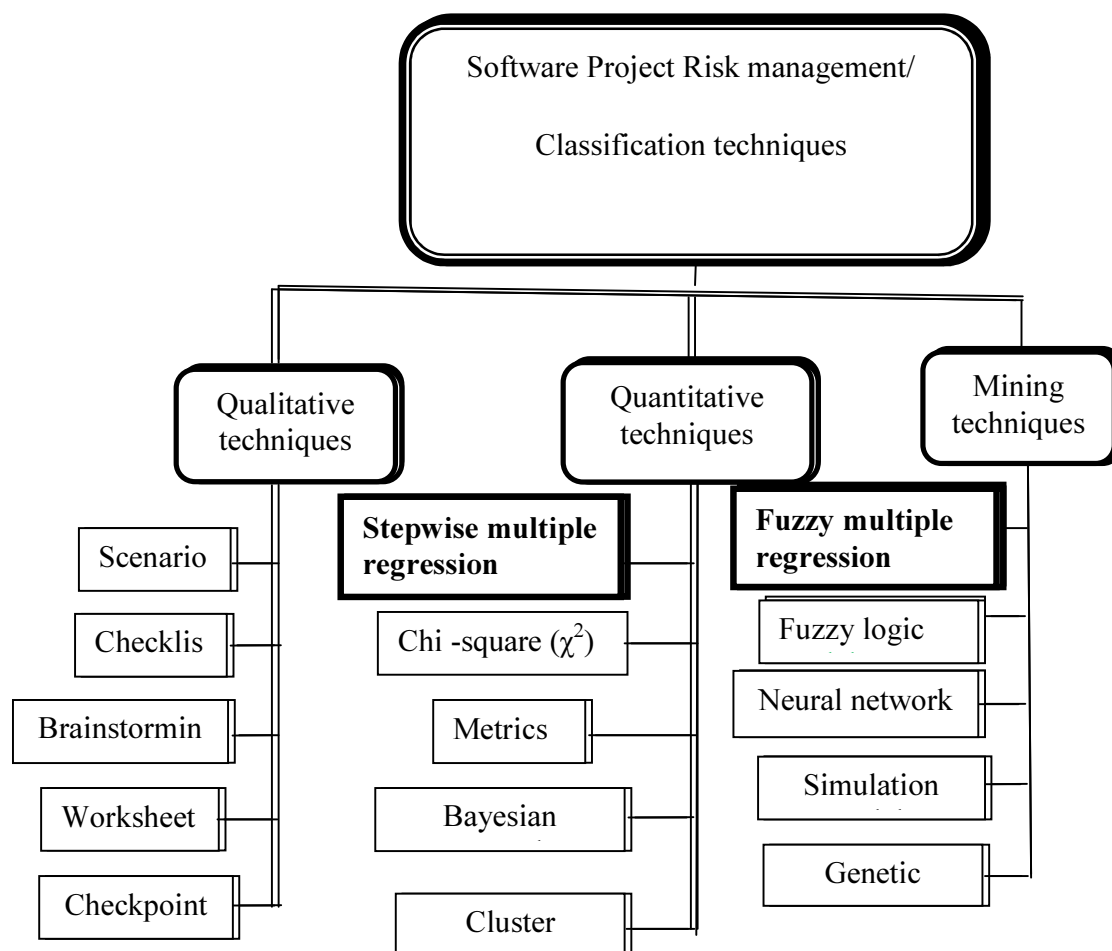 Software Project Risk management/
Classification techniques
Qualitative
techniques
Quantitative
techniques
Mining
techniques
Scenario
Checklis
Brainstormin
Worksheet
Checkpoint
Stepwise multiple
regression
Chi -square (χ²)
Metrics
Bayesian
Cluster
Fuzzy multiple
regression
Fuzzy logic
Neural network
Simulation
Genetic